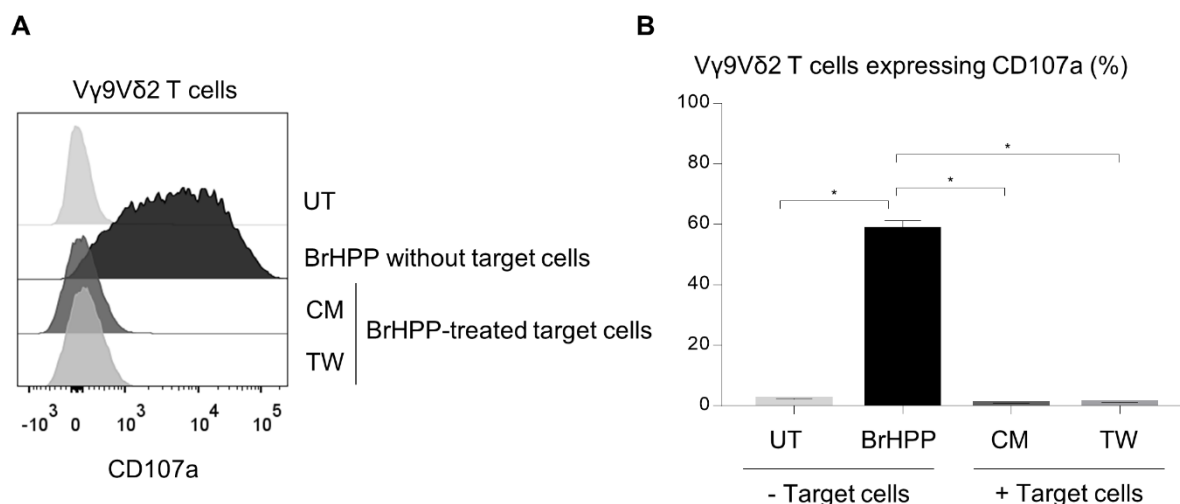 A
Vγ9Vδ2 T cells
UT
BrHPP without target cells
CM
TW
BrHPP-treated target cells
-10³ 0 10³ 10⁴ 10⁵
CD107a
B
Vγ9Vδ2 T cells expressing CD107a (%)
100
80
60
40
20
0
*
*
*
UT BrHPP CM TW
- Target cells + Target cells